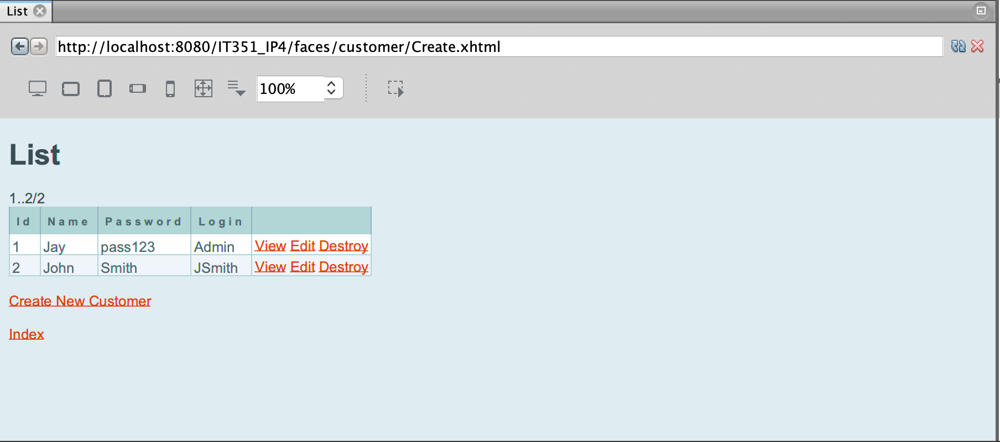 List
http://localhost:8080/IT351_IP4/faces/customer/Create.xhtml
100%
List
1..2/2
Id Name Password Login
1 Jay pass123 Admin View Edit Destroy
2 John Smith JSmith View Edit Destroy
Create New Customer
Index